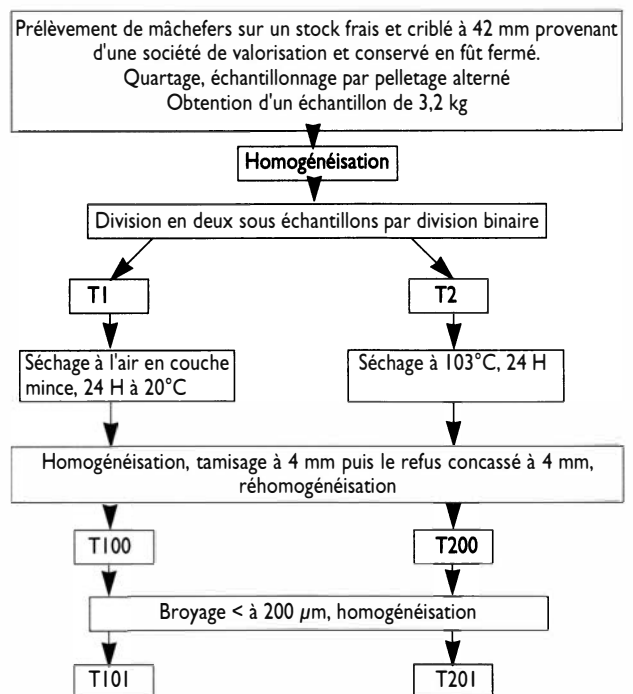 Prélèvement de mâchefers sur un stock frais et criblé à 42 mm provenant
d'une société de valorisation et conservé en fût fermé.
Quartage, échantillonnage par pelletage alterné
Obtention d'un échantillon de 3,2 kg
Homogénéisation
Division en deux sous échantillons par division binaire
T1
T2
Séchage à l'air en couche
mince, 24 H à 20°C
Séchage à 103°C, 24 H
Homogénéisation, tamisage à 4 mm puis le refus concassé à 4 mm,
réhomogénéisation
T100
T200
Broyage < à 200 µm, homogénéisation
T101
T201